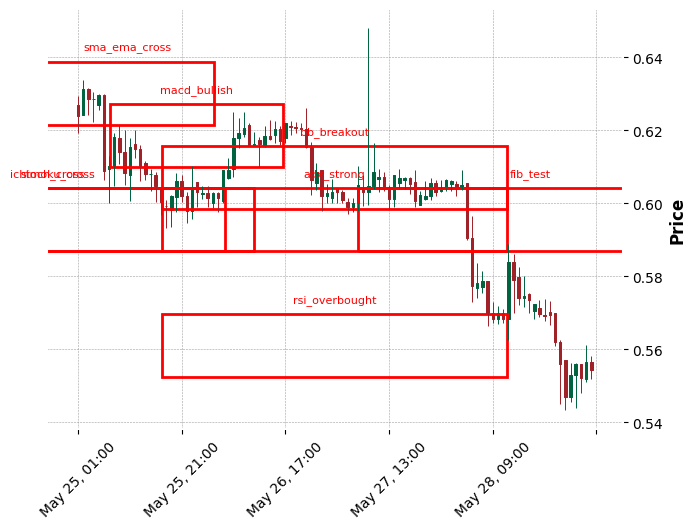 sma_ema_cross
macd_bullish
bb_breakout
stoch_cross
adx_strong
fib_test
rsi_overbought
0.64
0.62
0.60
0.58
0.56
0.54
Price
May 25, 01:00
May 25, 21:00
May 26, 17:00
May 27, 13:00
May 28, 09:00